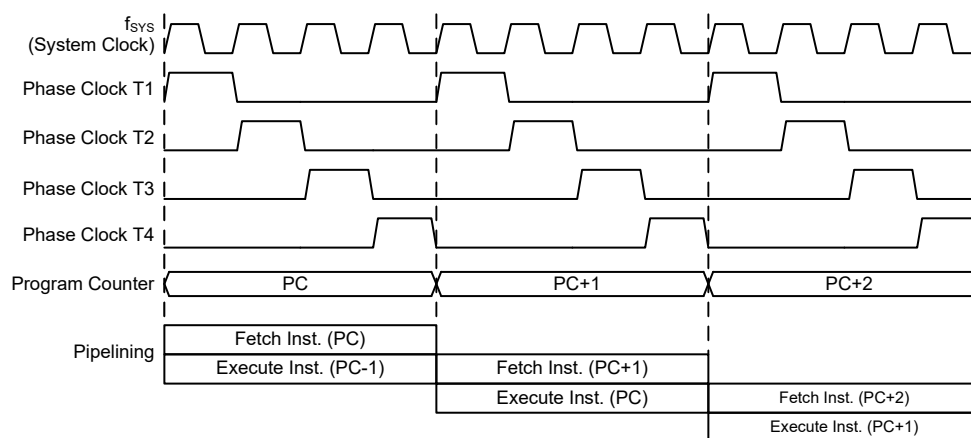 fSYS
(System Clock)
Phase Clock T1
Phase Clock T2
Phase Clock T3
Phase Clock T4
Program Counter PC PC+1 PC+2
Pipelining
Fetch Inst. (PC)
Execute Inst. (PC-1) Fetch Inst. (PC+1)
Execute Inst. (PC) Fetch Inst. (PC+2)
Execute Inst. (PC+1)